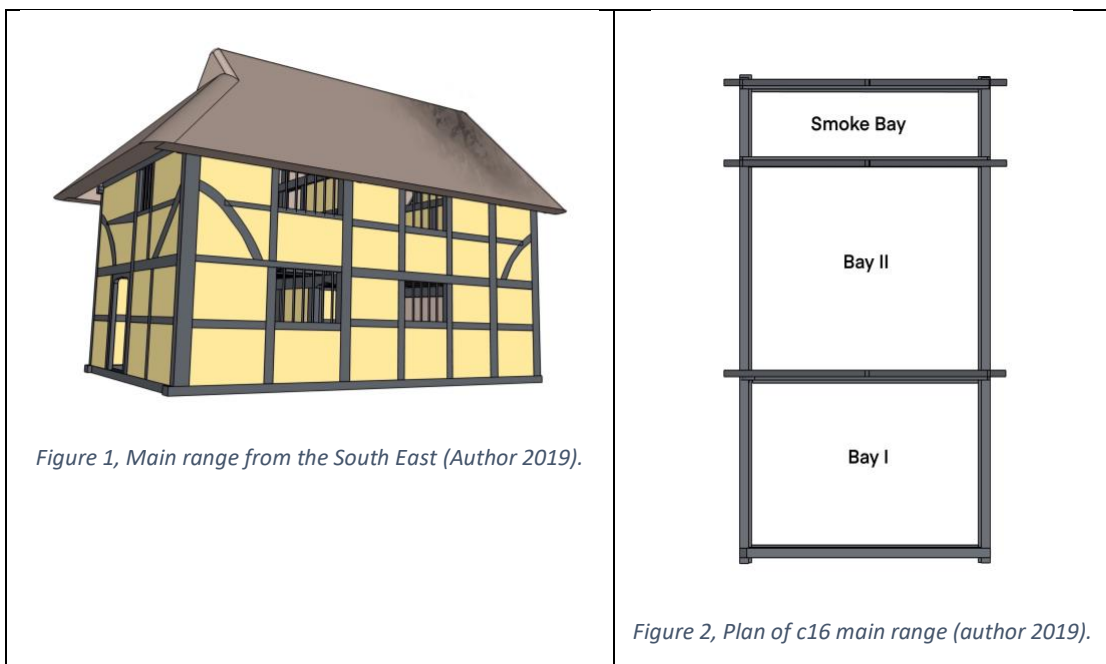 Figure 1, Main range from the South East (Author 2019).
Smoke Bay
Bay II
Bay I
Figure 2, Plan of c16 main range (author 2019).